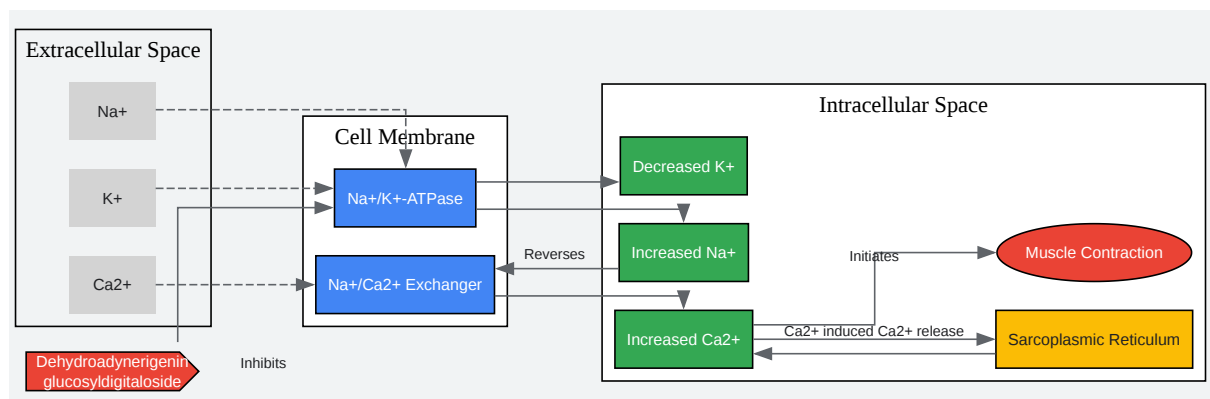 Extracellular Space
Na+
K+
Ca2+
Dehydroadynerigenin
glucosyldigitaloside
Inhibits
Cell Membrane
Na+/K+-ATPase
Na+/Ca2+ Exchanger
Reverses
Intracellular Space
Decreased K+
Increased Na+
Increased Ca2+
Initiates
Muscle Contraction
Ca2+ induced Ca2+ release
Sarcoplasmic Reticulum